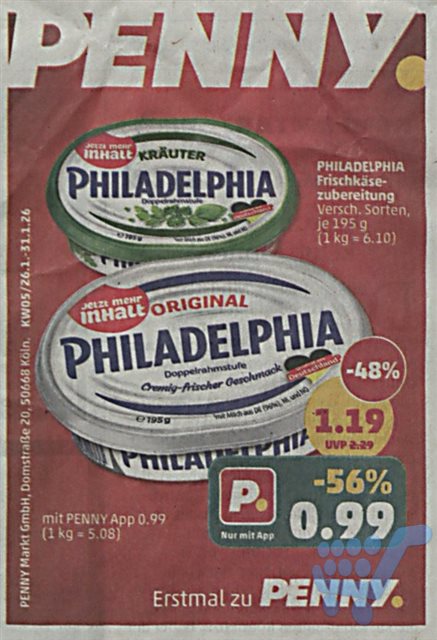 PENNY.
Jetzt mehr
inhalt
KRÄUTER
PHILADELPHIA
Doppelrahmstufe
℮195g
PHILADELPHIA
Frischkäse-
zubereitung
Versch. Sorten,
je 195 g
(1 kg = 6.10)
Jetzt mehr
inhalt
ORIGINAL
PHILADELPHIA
Doppelrahmstufe
Cremig-frischer Geschmack
Deutschland
℮195g
PHILADELPHIA
-48%
1.19
UVP 2.29
-56%
P.
Nur mit App
0.99
mit PENNY App 0.99
(1 kg = 5.08)
Erstmal zu PENNY.
PENNY Markt GmbH, Domstraße 20, 50668 Köln. KW05/26.1.-31.1.26